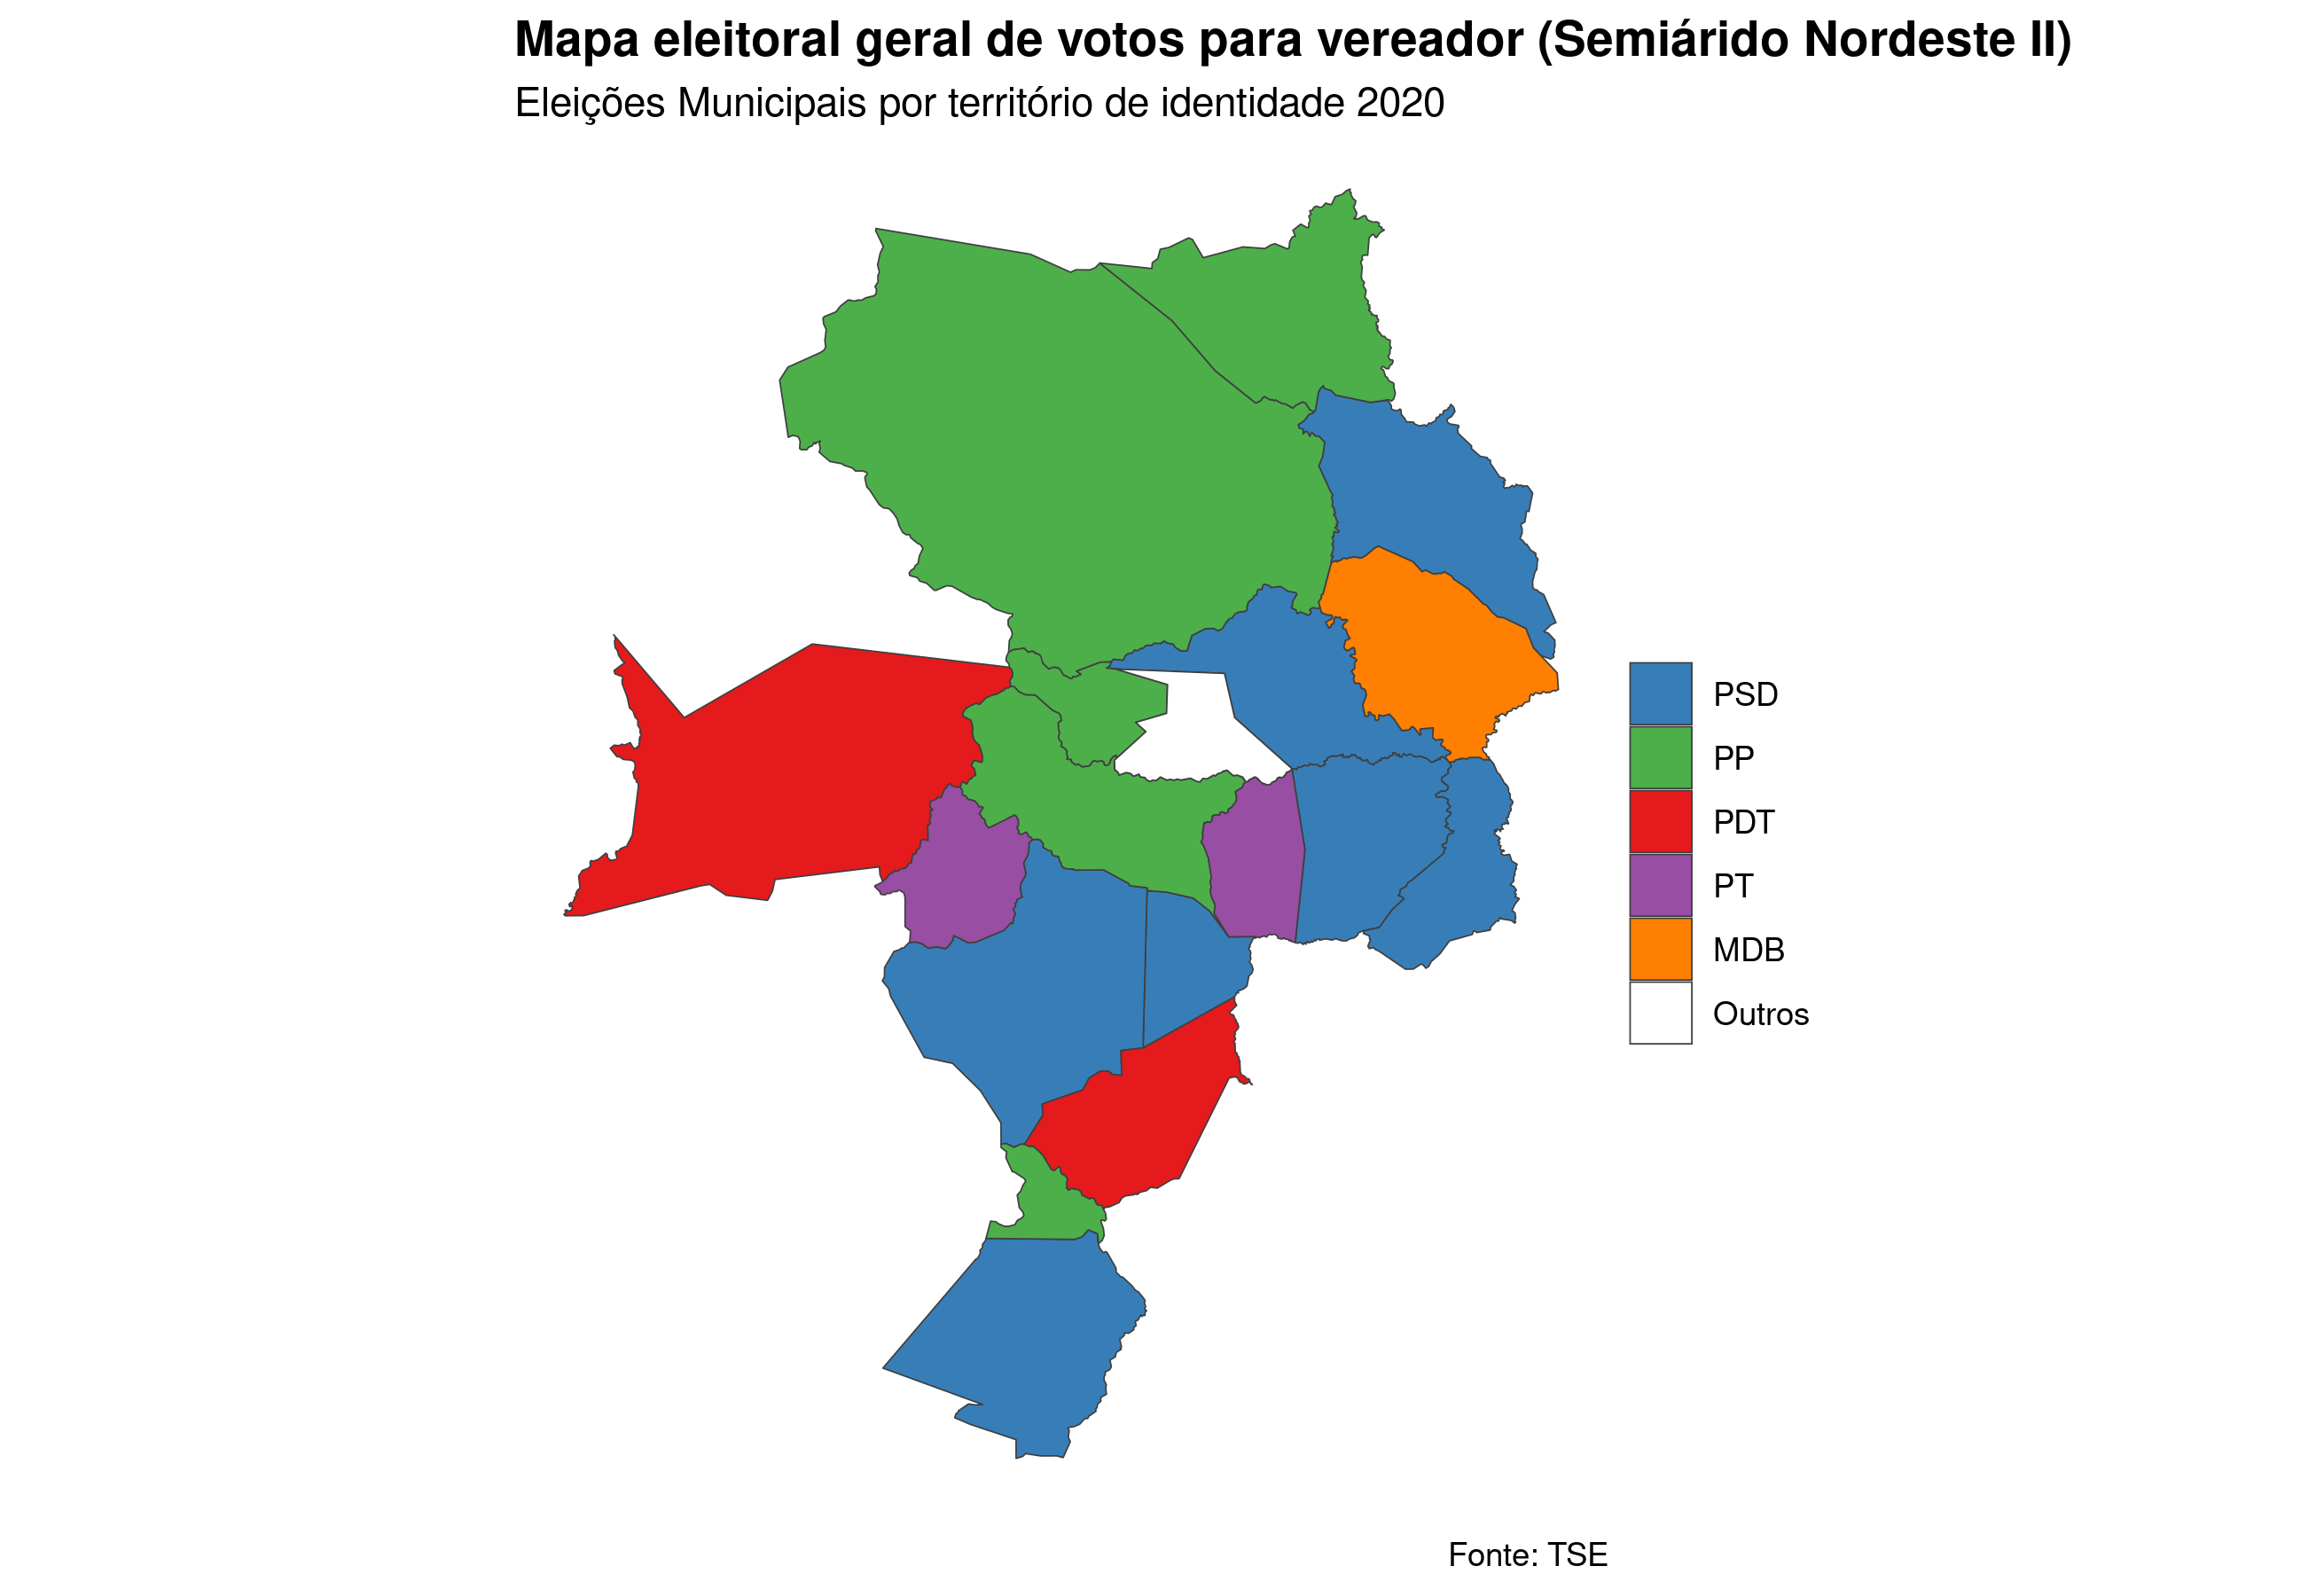 Mapa eleitoral geral de votos para vereador (Semiárido Nordeste II)
Eleições Municipais por território de identidade 2020
PSD
PP
PDT
PT
MDB
Outros
Fonte: TSE